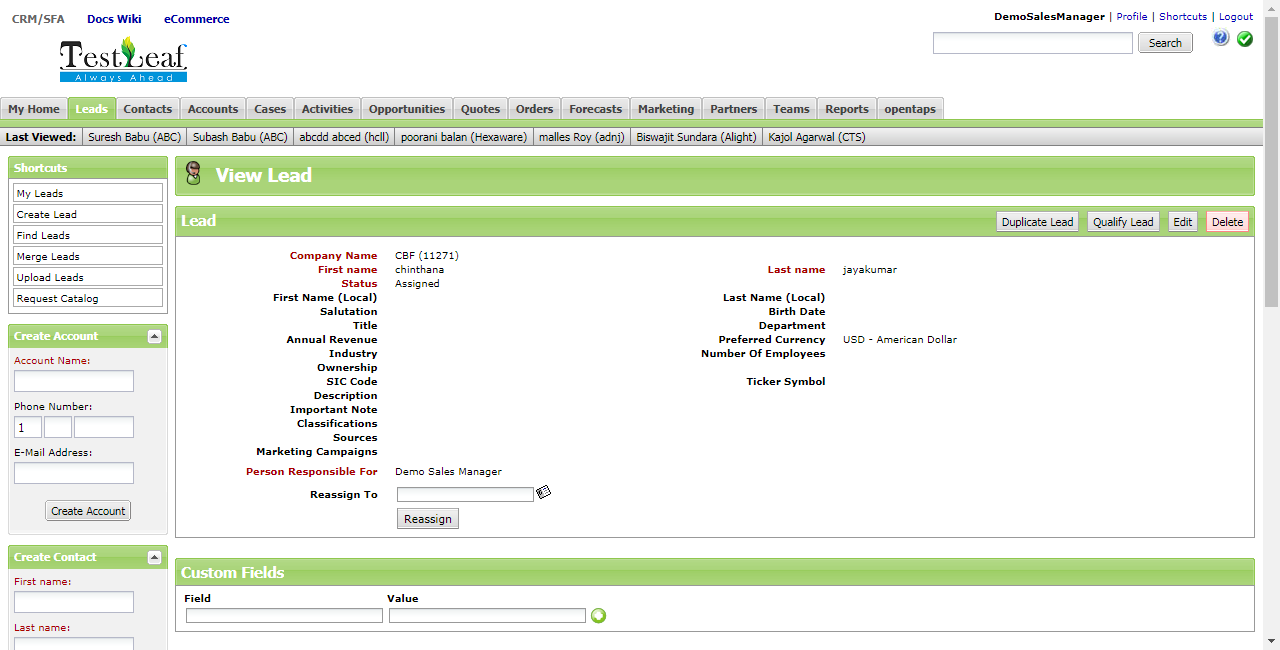 CRM/SFA Docs Wiki eCommerce
DemoSalesManager | Profile | Shortcuts | Logout
Search
TestLeaf
Always Ahead
My Home Leads Contacts Accounts Cases Activities Opportunities Quotes Orders Forecasts Marketing Partners Teams Reports opentaps
Last Viewed: Suresh Babu (ABC) Subash Babu (ABC) abcdd abced (hcll) poorani balan (Hexaware) malles Roy (adnj) Biswajit Sundara (Alight) Kajol Agarwal (CTS)
Shortcuts
My Leads
Create Lead
Find Leads
Merge Leads
Upload Leads
Request Catalog
Create Account
Account Name:
Phone Number:
1
E-Mail Address:
Create Account
Create Contact
First name:
Last name:
View Lead
Lead
Duplicate Lead Qualify Lead Edit Delete
Company Name CBF (11271)
First name chinthana Last name jayakumar
Status Assigned
First Name (Local) Last Name (Local)
Salutation Birth Date
Title Department
Annual Revenue Preferred Currency USD - American Dollar
Industry Number Of Employees
Ownership
SIC Code Ticker Symbol
Description
Important Note
Classifications
Sources
Marketing Campaigns
Person Responsible For Demo Sales Manager
Reassign To
Reassign
Custom Fields
Field Value